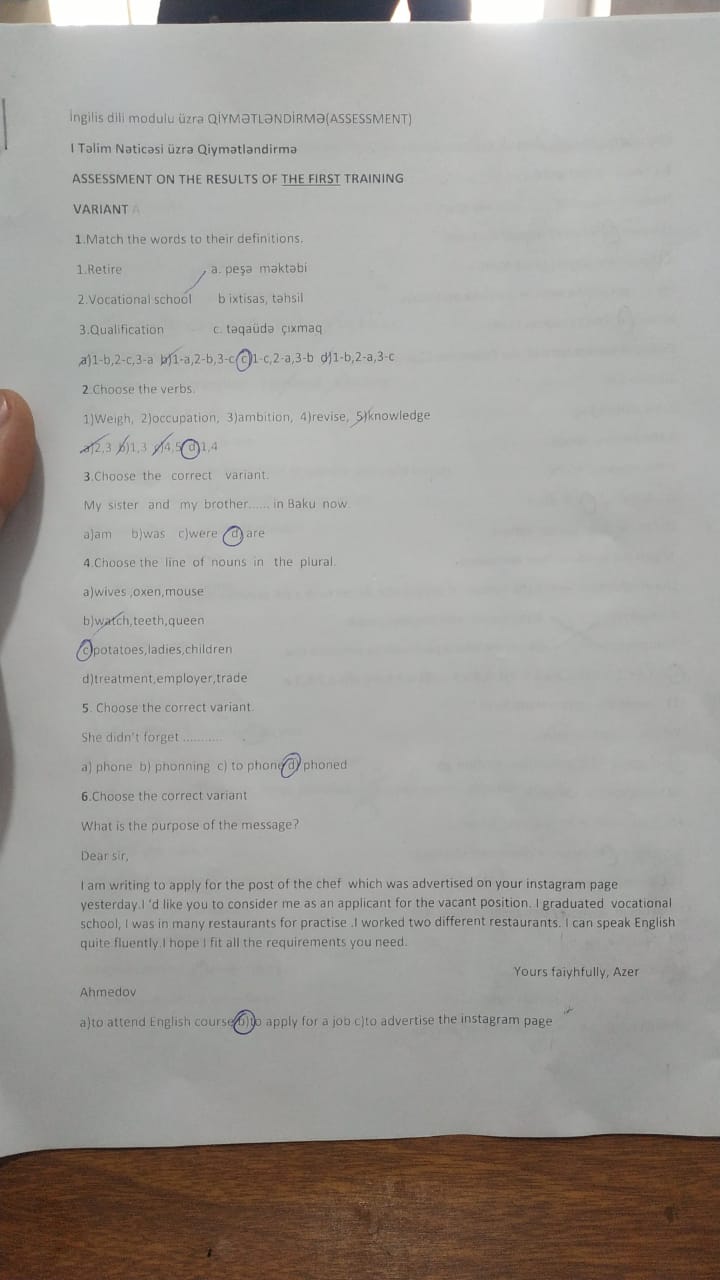 İngilis dili modulu üzrə QİYMƏTLƏNDİRMƏ(ASSESSMENT)
I Təlim Nəticəsi üzrə Qiymətləndirmə
ASSESSMENT ON THE RESULTS OF THE FIRST TRAINING
VARIANT A
1.Match the words to their definitions.
1.Retire a. peşə məktəbi
2.Vocational school b ixtisas, təhsil
3.Qualification c. təqaüdə çıxmaq
a)1-b,2-c,3-a b)1-a,2-b,3-c c)1-c,2-a,3-b d)1-b,2-a,3-c
2.Choose the verbs.
1)Weigh, 2)occupation, 3)ambition, 4)revise, 5)knowledge
a)2,3 b)1,3 c)4,5 d)1,4
3.Choose the correct variant.
My sister and my brother...... in Baku now.
a)am b)was c)were d)are
4.Choose the line of nouns in the plural.
a)wives ,oxen,mouse
b)watch,teeth,queen
c)potatoes,ladies,children
d)treatment,employer,trade
5. Choose the correct variant.
She didn't forget ...........
a) phone b) phonning c) to phone d) phoned
6.Choose the correct variant
What is the purpose of the message?
Dear sir,
I am writing to apply for the post of the chef which was advertised on your instagram page
yesterday.I 'd like you to consider me as an applicant for the vacant position. I graduated vocational
school, I was in many restaurants for practise .I worked two different restaurants. I can speak English
quite fluently.I hope I fit all the requirements you need.
Yours faiyhfully, Azer
Ahmedov
a)to attend English course b)to apply for a job c)to advertise the instagram page